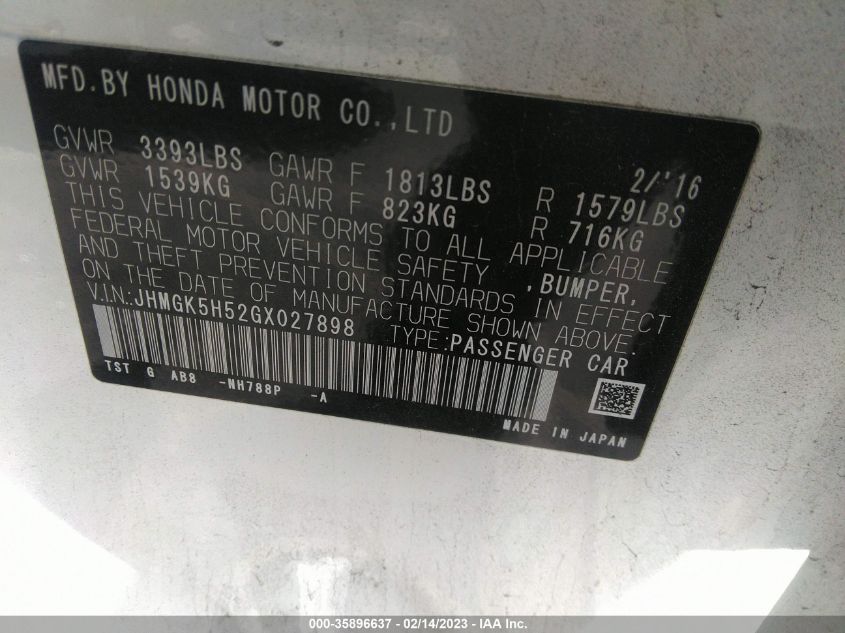 MFD.BY HONDA MOTOR CO.,LTD
2/'16
GVWR 3393LBS GAWR F 1813LBS R 1579LBS
GVWR 1539KG GAWR F 823KG R 716KG
THIS VEHICLE CONFORMS TO ALL APPLICABLE
FEDERAL MOTOR VEHICLE SAFETY ,BUMPER,
AND THEFT PREVENTION STANDARDS IN EFFECT
ON THE DATE OF MANUFACTURE SHOWN ABOVE.
V.I.N.:JHMGK5H52GX027898 TYPE:PASSENGER CAR
TST G AB8 -NH788P -A
MADE IN JAPAN
000-35896637 - 02/14/2023 - IAA Inc.